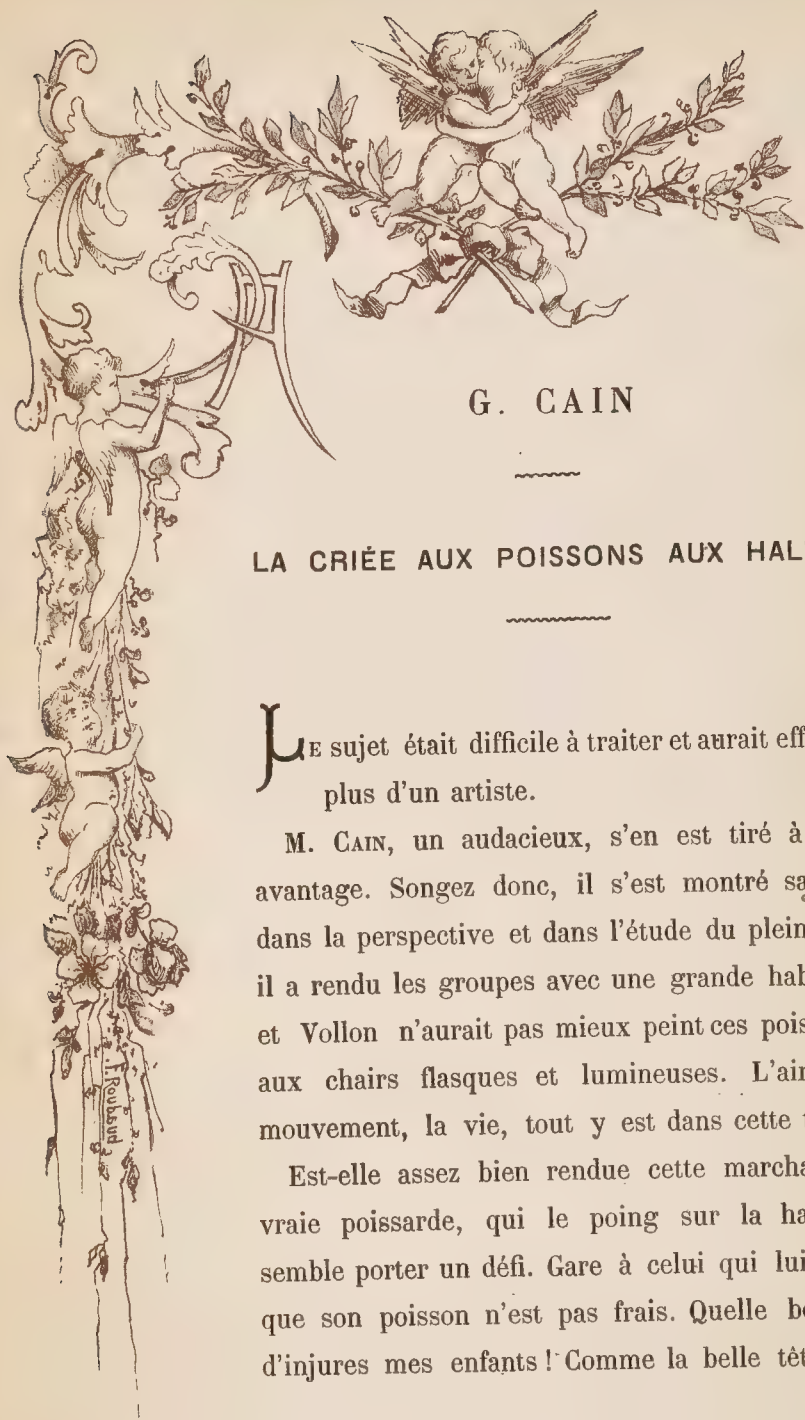 G. CAIN
LA CRIÉE AUX POISSONS AUX HAL
LE sujet était difficile à traiter et aurait eff
plus d'un artiste.
M. CAIN, un audacieux, s'en est tiré à
avantage. Songez donc, il s'est montré sa
dans la perspective et dans l'étude du plein
il a rendu les groupes avec une grande hab
et Vollon n'aurait pas mieux peint ces pois
aux chairs flasques et lumineuses. L'air
mouvement, la vie, tout y est dans cette
Est-elle assez bien rendue cette marcha
vraie poissarde, qui le poing sur la ha
semble porter un défi. Gare à celui qui lui
que son poisson n'est pas frais. Quelle b
d'injures mes enfants ! Comme la belle têt
F. Roubaud